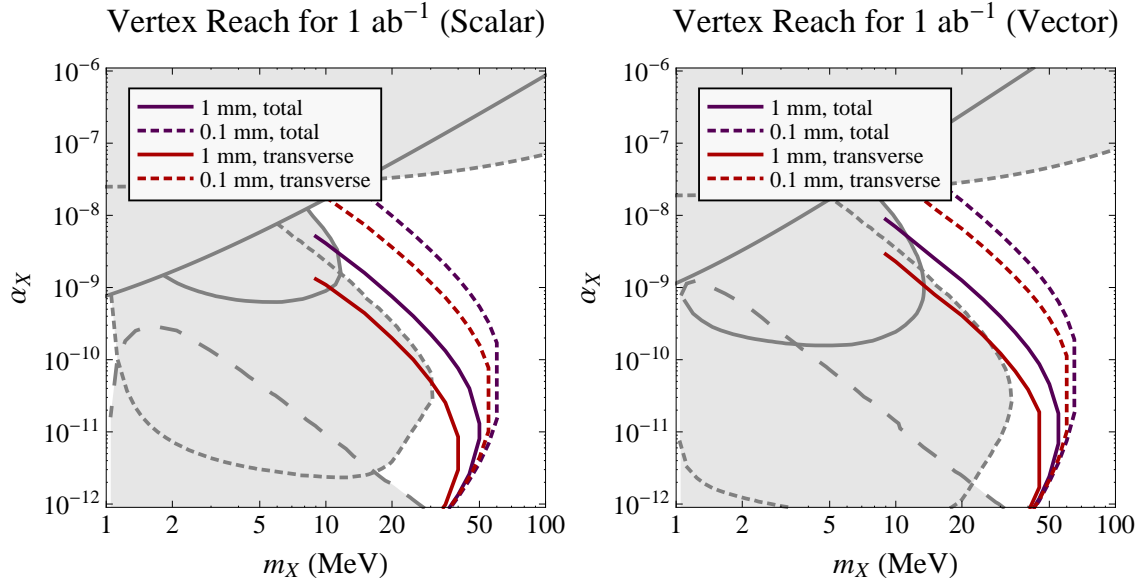 Vertex Reach for 1 ab⁻¹ (Scalar)
10⁻⁶
10⁻⁷
10⁻⁸
10⁻⁹
10⁻¹⁰
10⁻¹¹
10⁻¹²
α_X
1 mm, total
0.1 mm, total
1 mm, transverse
0.1 mm, transverse
1 2 5 10 20 50 100
m_X (MeV)
Vertex Reach for 1 ab⁻¹ (Vector)
10⁻⁶
10⁻⁷
10⁻⁸
10⁻⁹
10⁻¹⁰
10⁻¹¹
10⁻¹²
α_X
1 mm, total
0.1 mm, total
1 mm, transverse
0.1 mm, transverse
1 2 5 10 20 50 100
m_X (MeV)